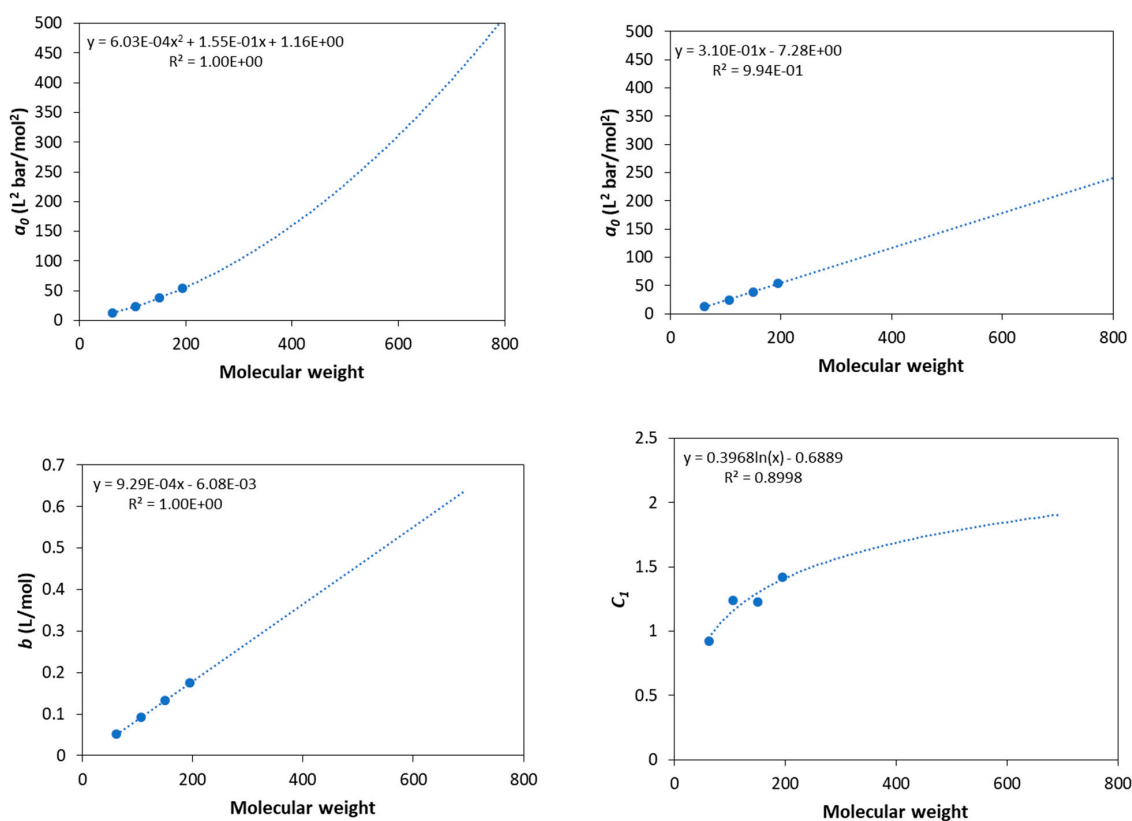 500
450
400
350
300
250
200
150
100
50
0
a₀ (L² bar/mol²)
y = 6.03E-04x² + 1.55E-01x + 1.16E+00
R² = 1.00E+00
0 200 400 600 800
Molecular weight
500
450
400
350
300
250
200
150
100
50
0
a₀ (L² bar/mol²)
y = 3.10E-01x - 7.28E+00
R² = 9.94E-01
0 200 400 600 800
Molecular weight
0.7
0.6
0.5
0.4
0.3
0.2
0.1
0
b (L/mol)
y = 9.29E-04x - 6.08E-03
R² = 1.00E+00
0 200 400 600 800
Molecular weight
2.5
2
1.5
1
0.5
0
C₁
y = 0.3968ln(x) - 0.6889
R² = 0.8998
0 200 400 600 800
Molecular weight